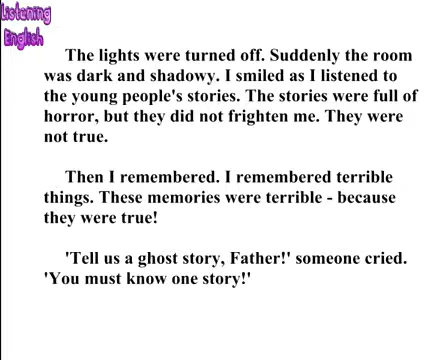 Listening
English
The lights were turned off. Suddenly the room
was dark and shadowy. I smiled as I listened to
the young people's stories. The stories were full of
horror, but they did not frighten me. They were
not true.
Then I remembered. I remembered terrible
things. These memories were terrible - because
they were true!
'Tell us a ghost story, Father!' someone cried.
'You must know one story!'